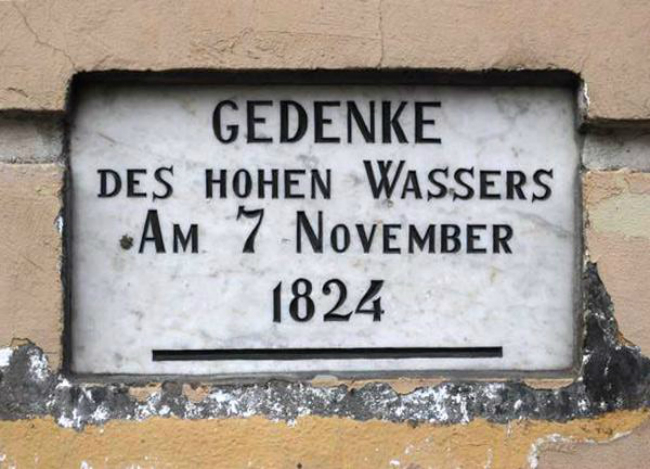 GEDENKE
DES HOHEN WASSERS
AM 7 NOVEMBER
1824